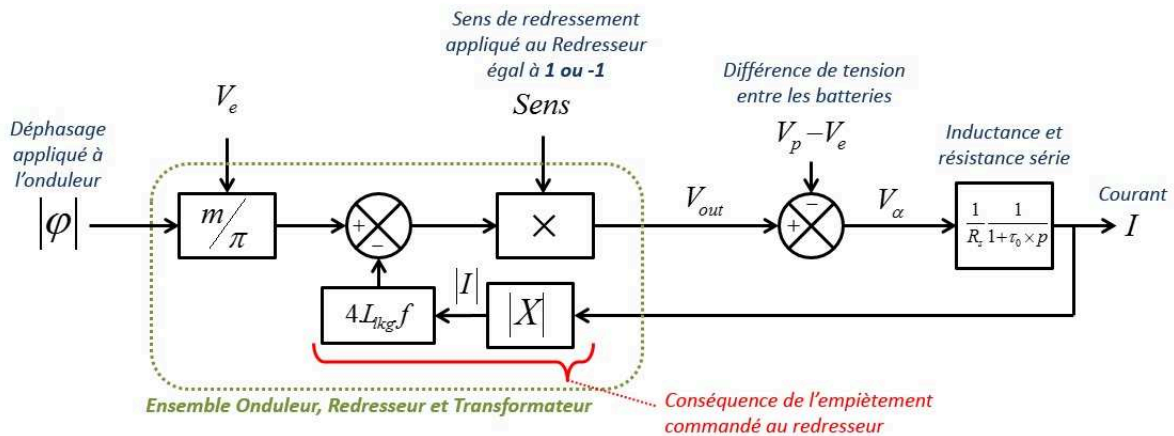 Sens de redressement
appliqué au Redresseur
égal à 1 ou -1
Différence de tension
entre les batteries
V_e
Sens
V_p - V_e
Déphasage
appliqué à
l'onduleur
Inductance et
résistance série
Courant
|φ|
m/π
+
−
×
V_out
+
−
V_α
1/R_s 1/(1+τ_0×p)
I
4.L_lkg.f
|I|
|X|
Ensemble Onduleur, Redresseur et Transformateur
Conséquence de l'empiètement
commandé au redresseur